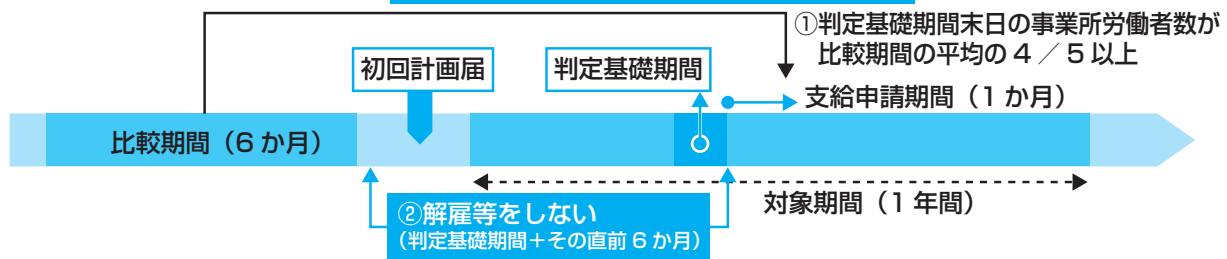 ①判定基礎期間末日の事業所労働者数が
比較期間の平均の4／5以上
初回計画届
判定基礎期間
支給申請期間（1か月）
比較期間（6か月）
対象期間（1年間）
②解雇等をしない
（判定基礎期間＋その直前6か月）